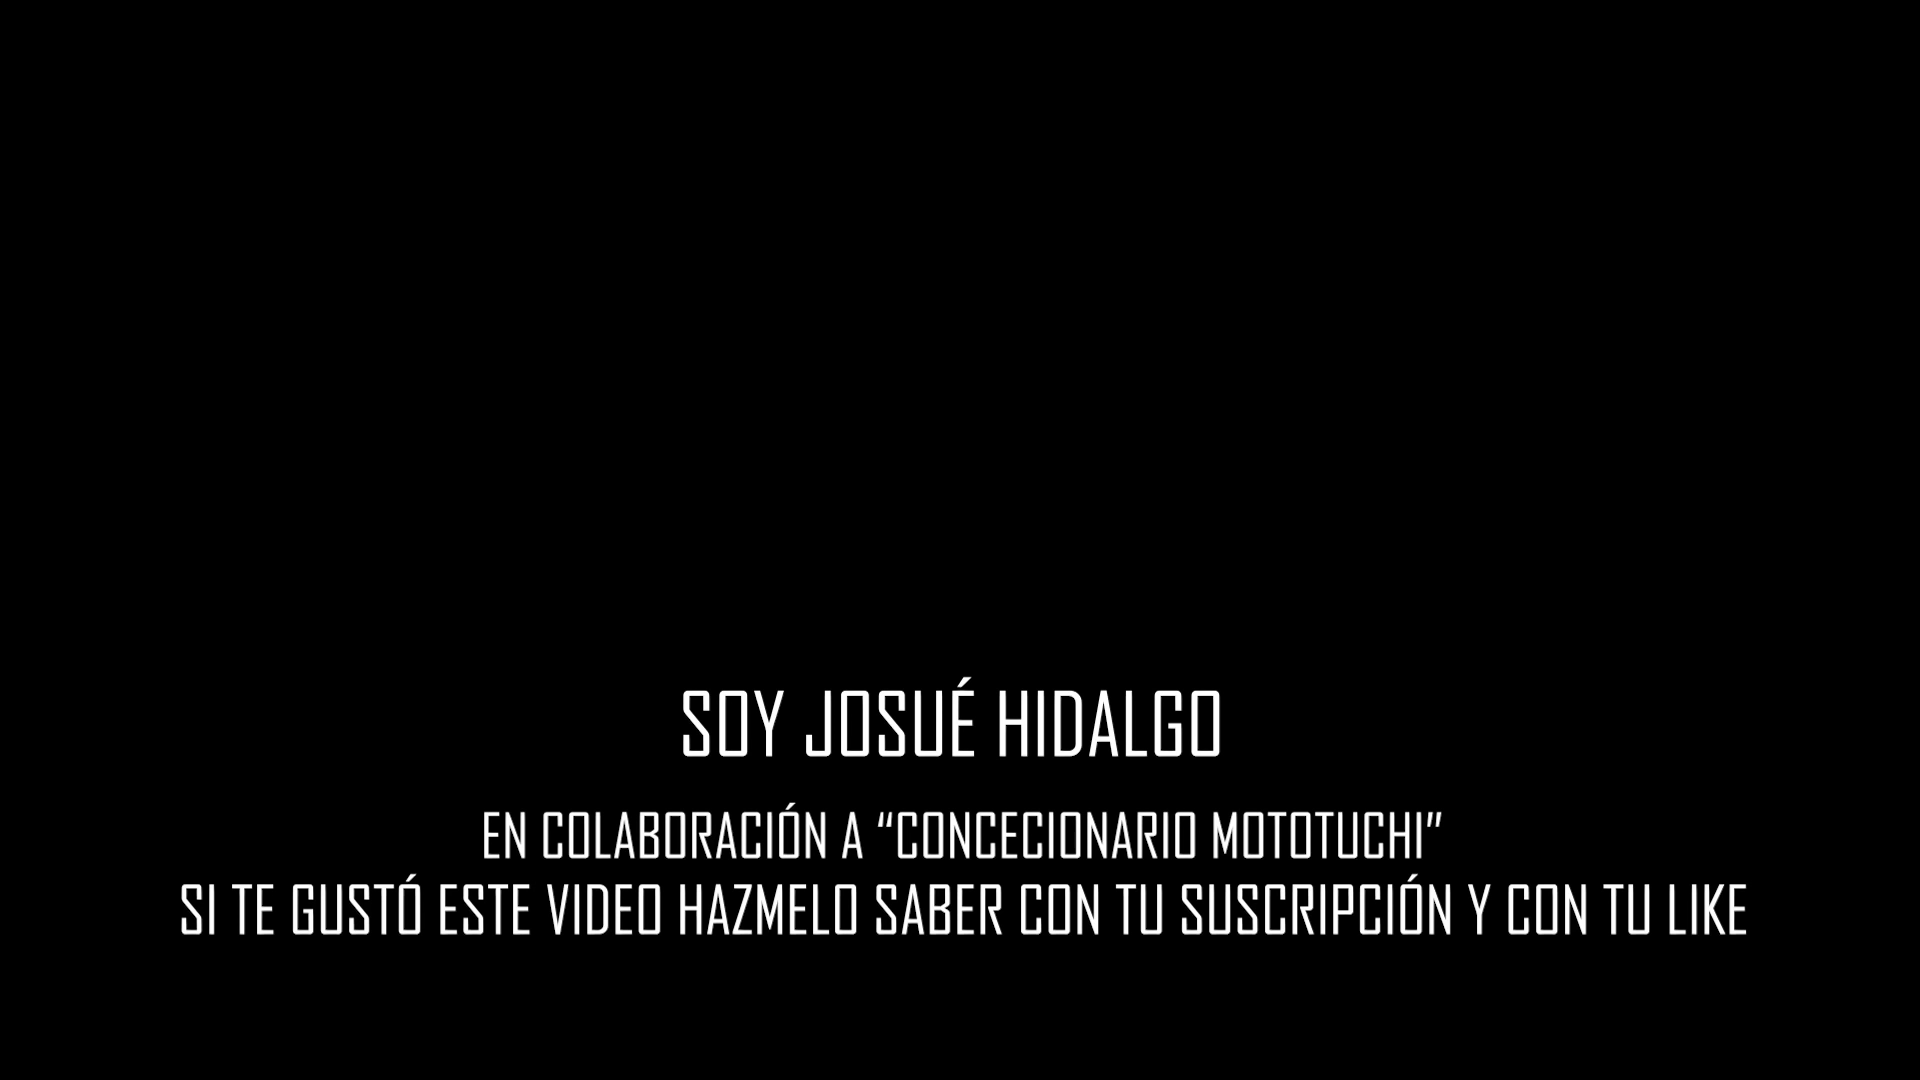 SOY JOSUÉ HIDALGO
EN COLABORACIÓN A “CONCECIONARIO MOTOTUCHI”
SI TE GUSTÓ ESTE VIDEO HAZMELO SABER CON TU SUSCRIPCIÓN Y CON TU LIKE